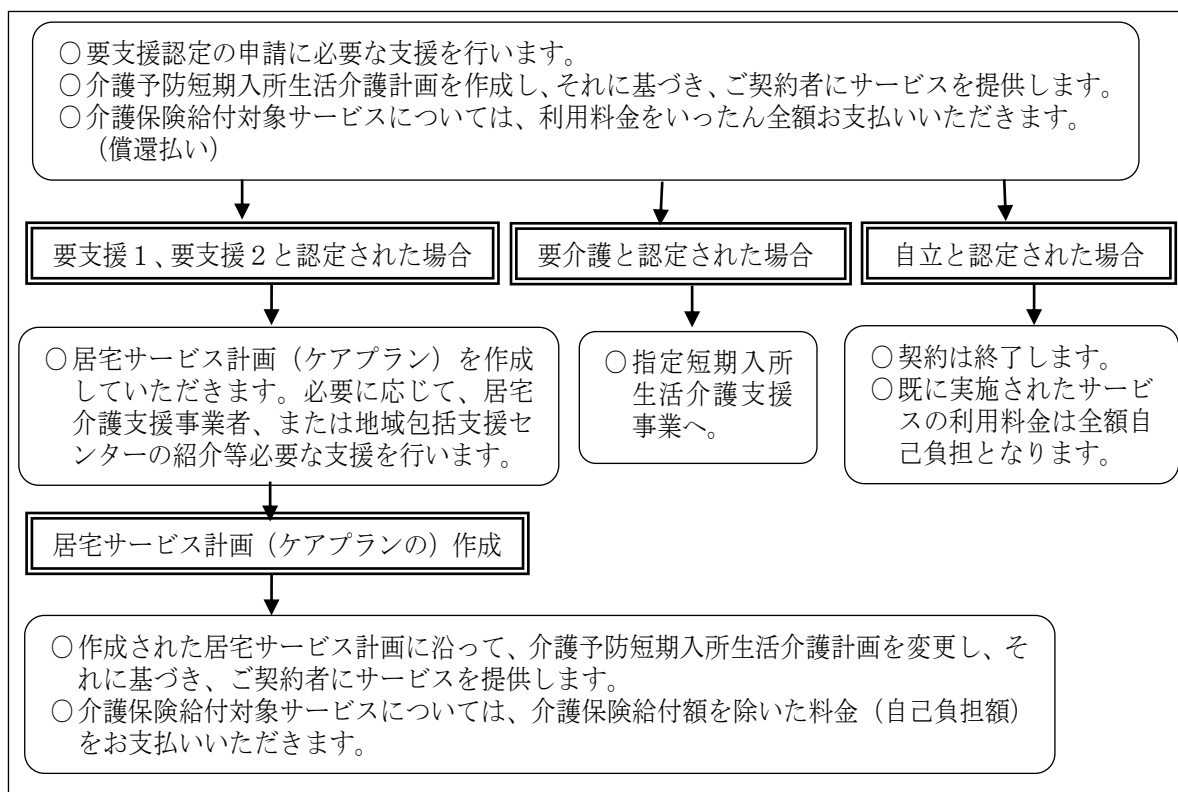 ○要支援認定の申請に必要な支援を行います。
○介護予防短期入所生活介護計画を作成し、それに基づき、ご契約者にサービスを提供します。
○介護保険給付対象サービスについては、利用料金をいったん全額お支払いいただきます。
（償還払い）
要支援１、要支援２と認定された場合
要介護と認定された場合
自立と認定された場合
○居宅サービス計画（ケアプラン）を作成
していただきます。必要に応じて、居宅
介護支援事業者、または地域包括支援セ
ンターの紹介等必要な支援を行います。
○指定短期入所
生活介護支援
事業へ。
○契約は終了します。
○既に実施されたサービ
スの利用料金は全額自
己負担となります。
居宅サービス計画（ケアプランの）作成
○作成された居宅サービス計画に沿って、介護予防短期入所生活介護計画を変更し、そ
れに基づき、ご契約者にサービスを提供します。
○介護保険給付対象サービスについては、介護保険給付額を除いた料金（自己負担額）
をお支払いいただきます。